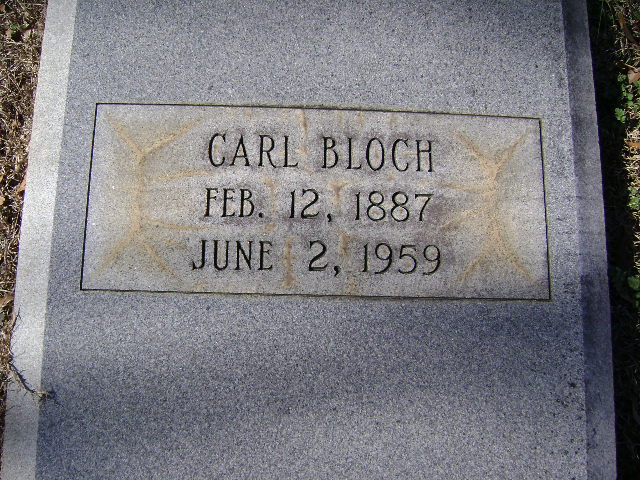 CARL BLOCH
FEB. 12, 1887
JUNE 2, 1959